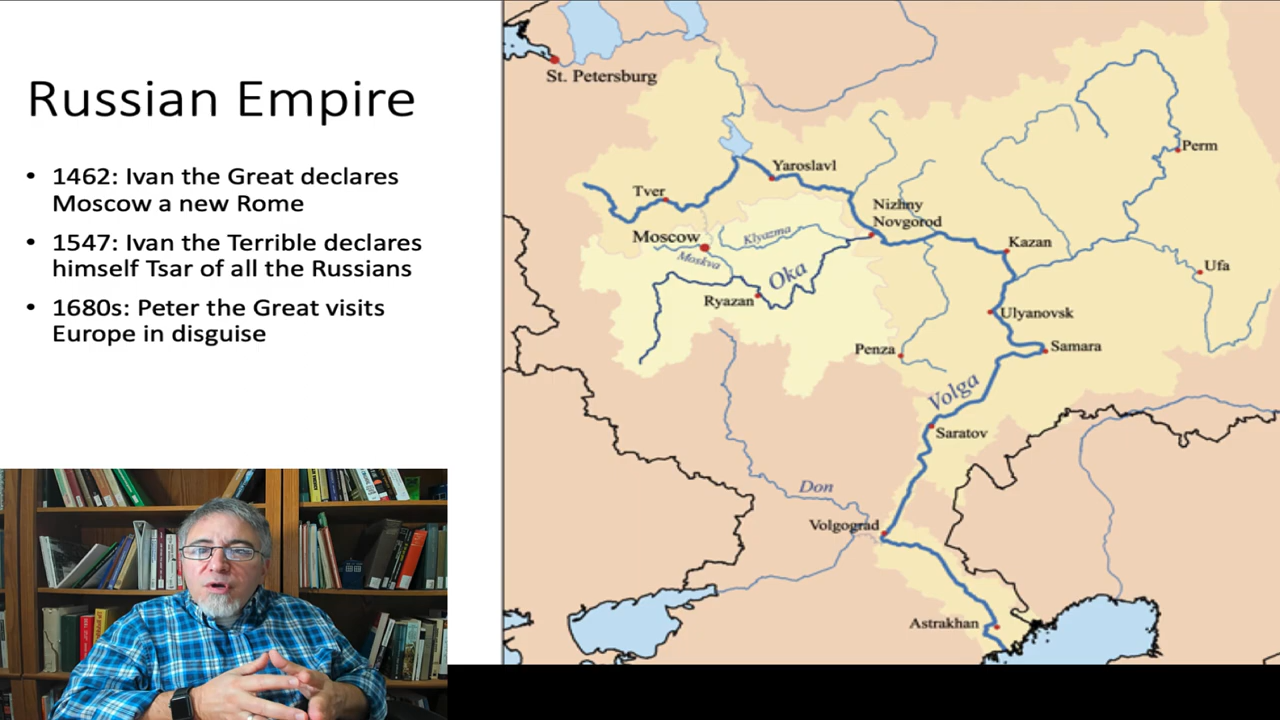 Russian Empire
• 1462: Ivan the Great declares
Moscow a new Rome
• 1547: Ivan the Terrible declares
himself Tsar of all the Russians
• 1680s: Peter the Great visits
Europe in disguise
St. Petersburg
Perm
Yaroslavl
Tver
Nizhny
Novgorod
Moscow
Klyazma
Kazan
Moskva
Oka
Ufa
Ryazan
Ulyanovsk
Penza
Samara
Volga
Saratov
Don
Volgograd
Astrakhan